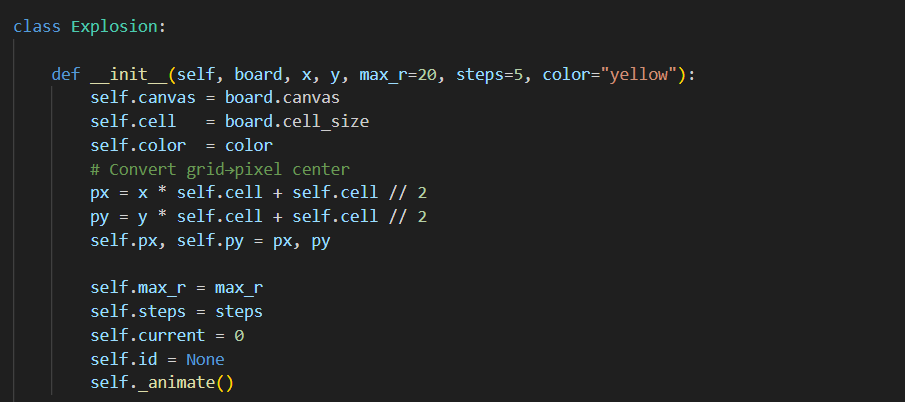 class Explosion:
def __init__(self, board, x, y, max_r=20, steps=5, color="yellow"):
self.canvas = board.canvas
self.cell   = board.cell_size
self.color  = color
# Convert grid→pixel center
px = x * self.cell + self.cell // 2
py = y * self.cell + self.cell // 2
self.px, self.py = px, py
self.max_r = max_r
self.steps = steps
self.current = 0
self.id = None
self._animate()